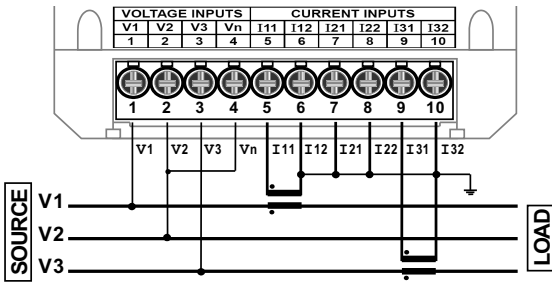 VOLTAGE INPUTS CURRENT INPUTS
V1 V2 V3 Vn I11 I12 I21 I22 I31 I32
1 2 3 4 5 6 7 8 9 10
1 2 3 4 5 6 7 8 9 10
V1 V2 V3 Vn I11 I12 I21 I22 I31 I32
SOURCE
V1
V2
V3
LOAD